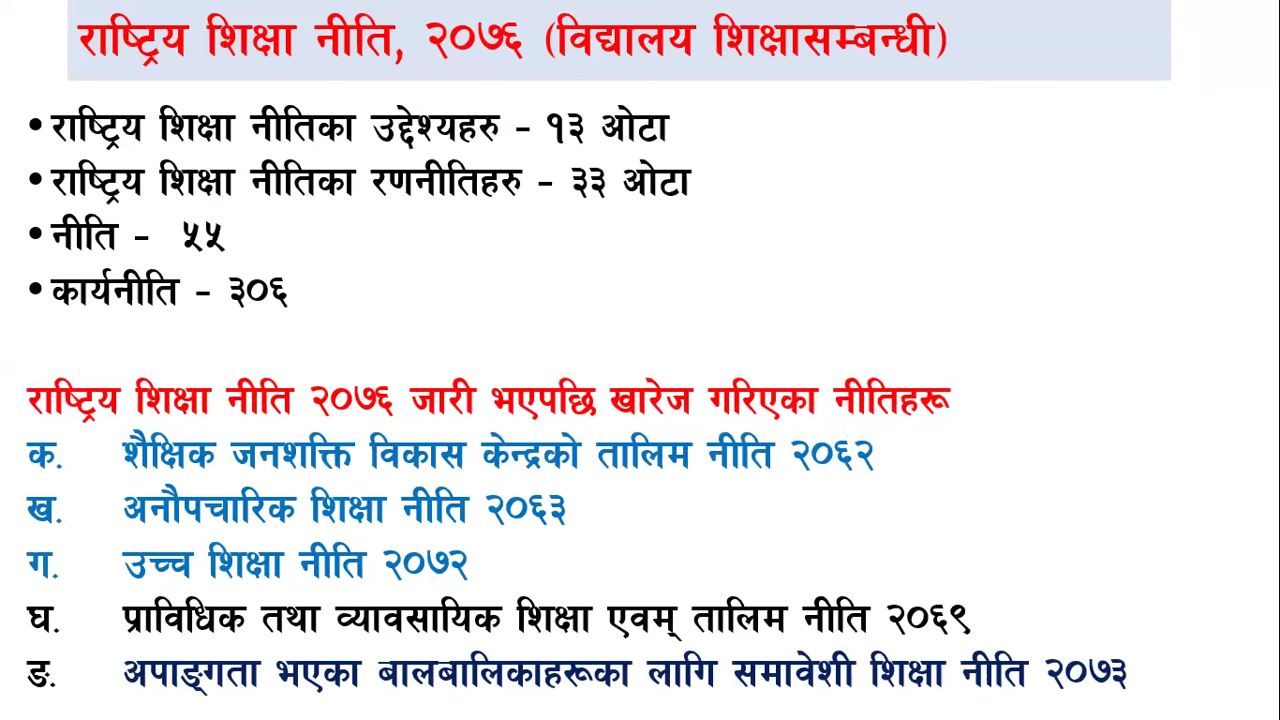 राष्ट्रिय शिक्षा नीति, २०७६ (विद्यालय शिक्षासम्बन्धी)
• राष्ट्रिय शिक्षा नीतिका उद्देश्यहरु - १३ ओटा
• राष्ट्रिय शिक्षा नीतिका रणनीतिहरु - ३३ ओटा
• नीति - ५५
• कार्यनीति - ३०६
राष्ट्रिय शिक्षा नीति २०७६ जारी भएपछि खारेज गरिएका नीतिहरू
क. शैक्षिक जनशक्ति विकास केन्द्रको तालिम नीति २०६२
ख. अनौपचारिक शिक्षा नीति २०६३
ग. उच्च शिक्षा नीति २०७२
घ. प्राविधिक तथा व्यावसायिक शिक्षा एवम् तालिम नीति २०६९
ङ. अपाङ्गता भएका बालबालिकाहरूका लागि समावेशी शिक्षा नीति २०७३